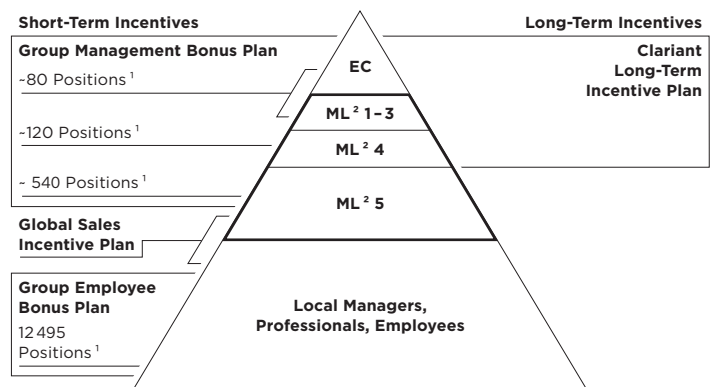 Short-Term Incentives
Group Management Bonus Plan
~80 Positions ¹
~120 Positions ¹
~ 540 Positions ¹
Global Sales
Incentive Plan
Group Employee
Bonus Plan
12 495
Positions ¹
EC
ML ² 1–3
ML ² 4
ML ² 5
Local Managers,
Professionals, Employees
Long-Term Incentives
Clariant
Long-Term
Incentive Plan